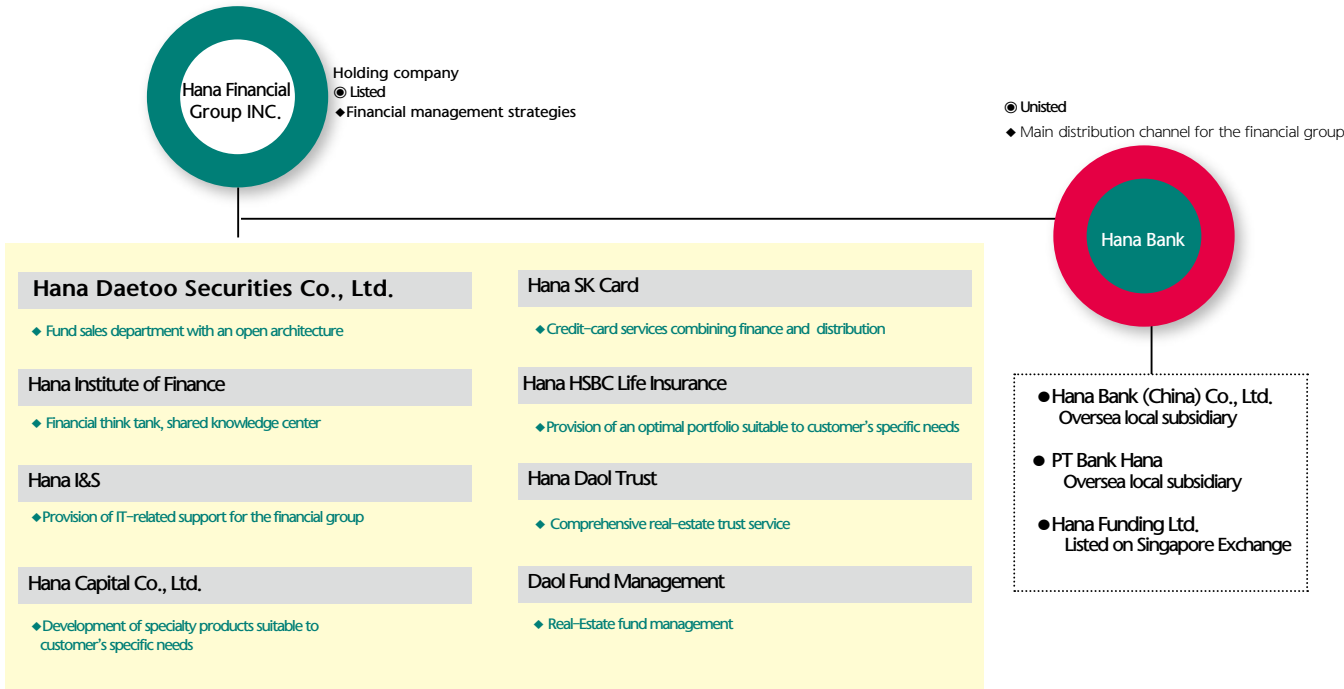 Hana Financial
Group INC.
Holding company
◉ Listed
◆Financial management strategies
◉ Unisted
◆ Main distribution channel for the financial group
Hana Bank
Hana Daetoo Securities Co., Ltd.
◆ Fund sales department with an open architecture
Hana Institute of Finance
◆ Financial think tank, shared knowledge center
Hana I&S
◆Provision of IT-related support for the financial group
Hana Capital Co., Ltd.
◆Development of specialty products suitable to
customer's specific needs
Hana SK Card
◆Credit-card services combining finance and distribution
Hana HSBC Life Insurance
◆Provision of an optimal portfolio suitable to customer's specific needs
Hana Daol Trust
◆ Comprehensive real-estate trust service
Daol Fund Management
◆ Real-Estate fund management
●Hana Bank (China) Co., Ltd.
Oversea local subsidiary
● PT Bank Hana
Oversea local subsidiary
●Hana Funding Ltd.
Listed on Singapore Exchange